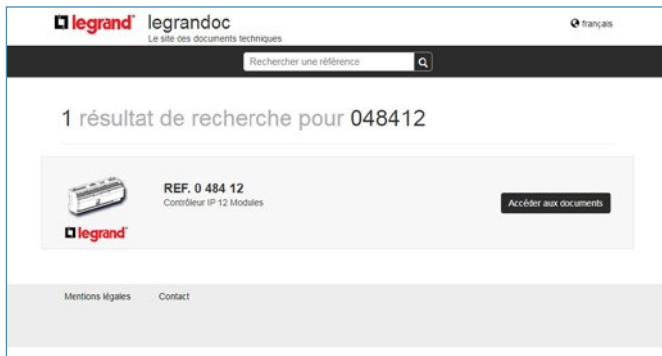 legrand legrandoc
Le site des documents techniques
français
Rechercher une référence
1 résultat de recherche pour 048412
REF. 0 484 12
Contrôleur IP 12 Modules
Accéder aux documents
legrand
Mentions légales Contact